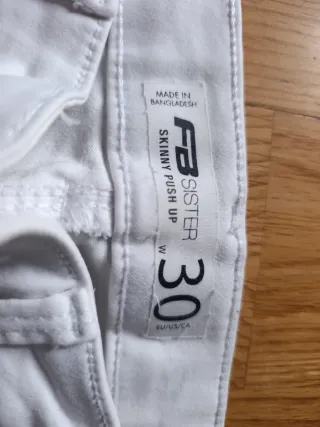 MADE IN
BANGLADESH
FB SISTER
SKINNY PUSH UP
W 30
EU/US/CA